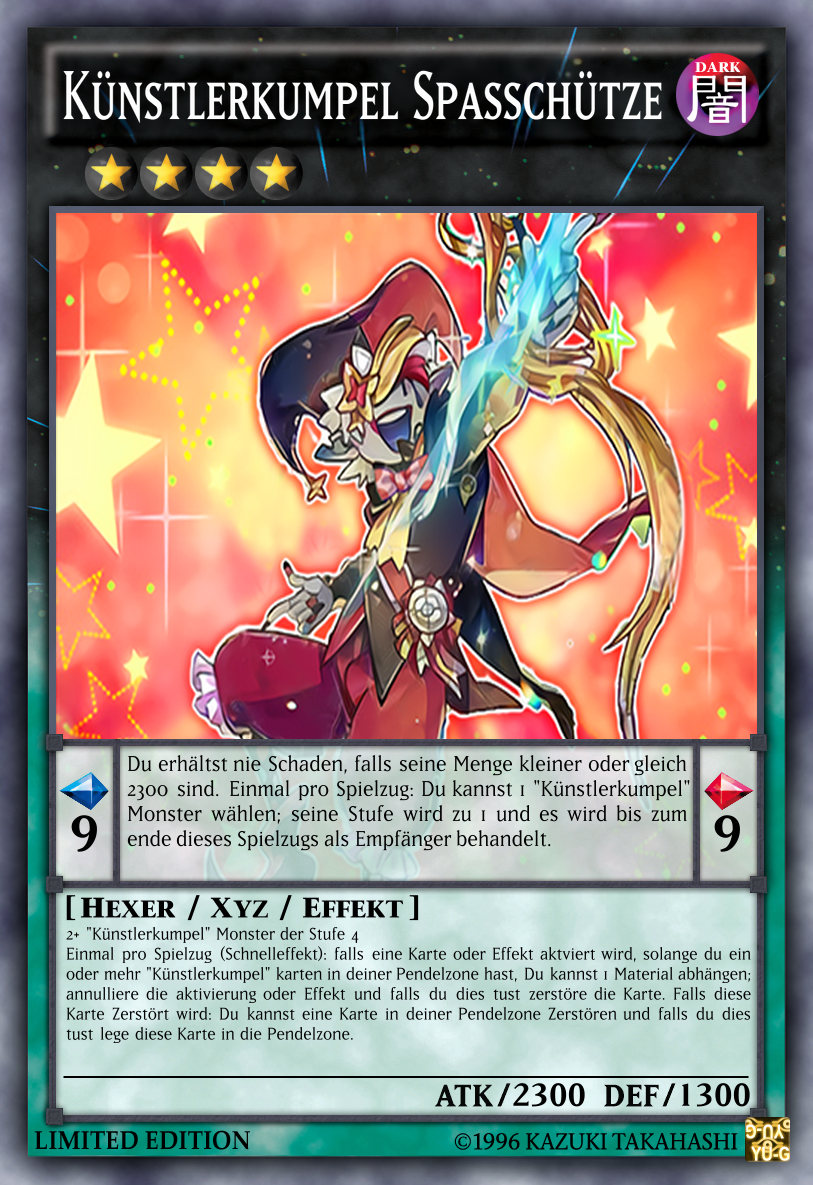 KÜNSTLERKUMPEL SPASSCHÜTZE
DARK
闇
Du erhältst nie Schaden, falls seine Menge kleiner oder gleich
2300 sind. Einmal pro Spielzug: Du kannst 1 "Künstlerkumpel"
Monster wählen; seine Stufe wird zu 1 und es wird bis zum
ende dieses Spielzugs als Empfänger behandelt.
9
9
[ HEXER / XYZ / EFFEKT ]
2+ "Künstlerkumpel" Monster der Stufe 4
Einmal pro Spielzug (Schnelleffekt): falls eine Karte oder Effekt aktviert wird, solange du ein
oder mehr "Künstlerkumpel" karten in deiner Pendelzone hast, Du kannst 1 Material abhängen;
annulliere die aktivierung oder Effekt und falls du dies tust zerstöre die Karte. Falls diese
Karte Zerstört wird: Du kannst eine Karte in deiner Pendelzone Zerstören und falls du dies
tust lege diese Karte in die Pendelzone.
ATK/2300 DEF/1300
LIMITED EDITION
©1996 KAZUKI TAKAHASHI